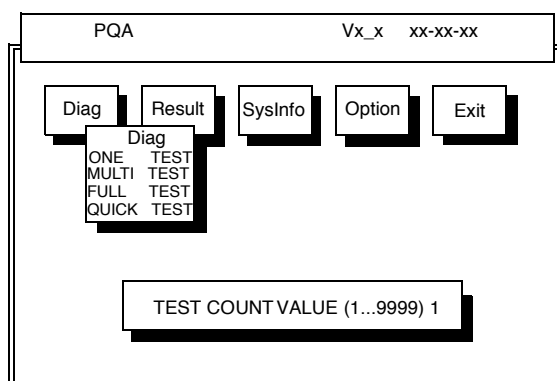 PQA Vx_x xx-xx-xx
Diag Result SysInfo Option Exit
Diag
ONE TEST
MULTI TEST
FULL TEST
QUICK TEST
TEST COUNT VALUE (1...9999) 1